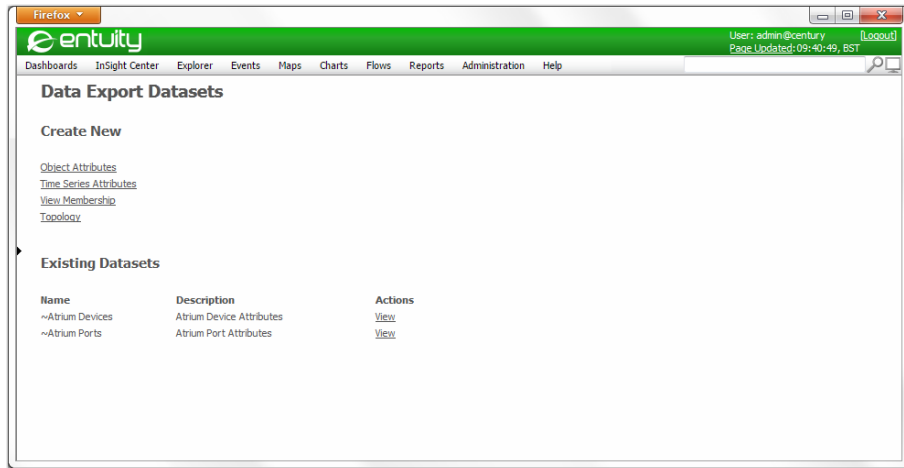 Firefox
entuity
User: admin@century [Logout]
Page Updated: 09:40:49, BST
Dashboards InSight Center Explorer Events Maps Charts Flows Reports Administration Help
Data Export Datasets
Create New
Object Attributes
Time Series Attributes
View Membership
Topology
Existing Datasets
Name Description Actions
~Atrium Devices Atrium Device Attributes View
~Atrium Ports Atrium Port Attributes View